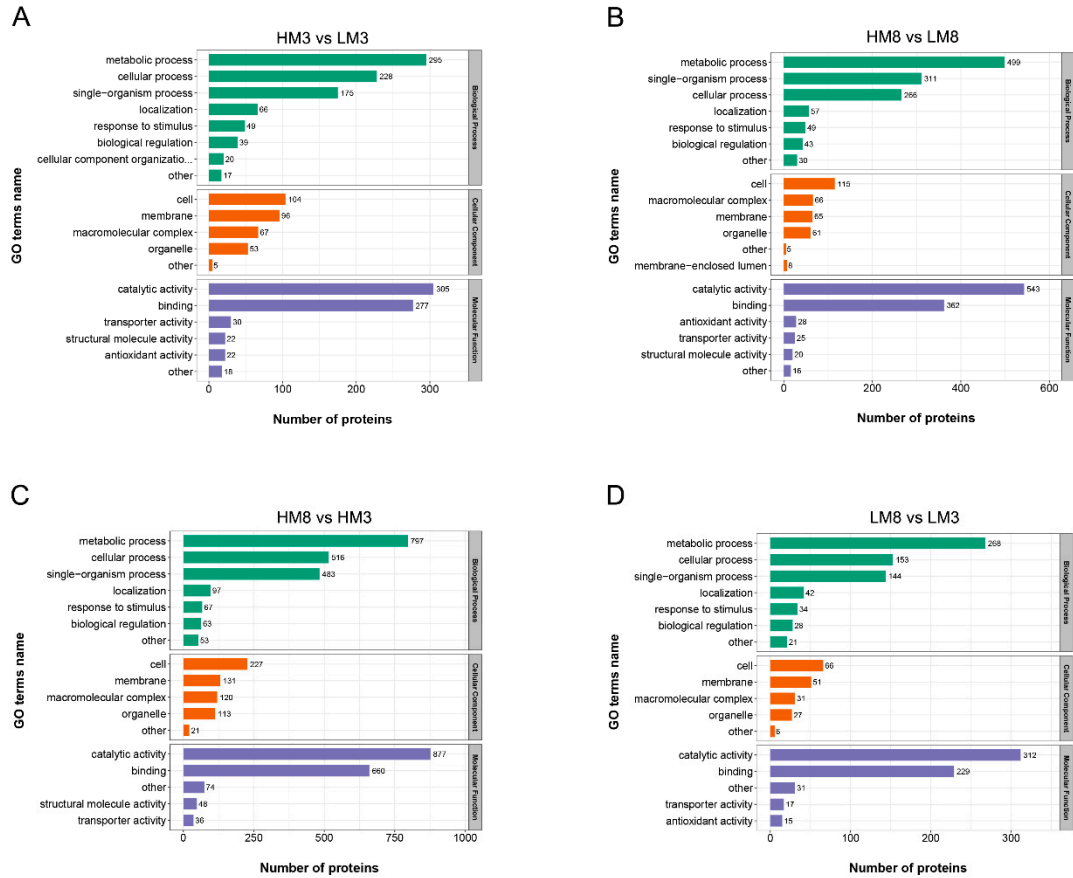 A
HM3 vs LM3
GO terms name
metabolic process 295
cellular process 228
single-organism process 175
localization 66
response to stimulus 49
biological regulation 39
cellular component organizatio... 20
other 17
Biological Process
cell 104
membrane 96
macromolecular complex 67
organelle 53
other 5
Cellular Component
catalytic activity 305
binding 277
transporter activity 30
structural molecule activity 22
antioxidant activity 22
other 18
Molecular Function
0 100 200 300
Number of proteins
B
HM8 vs LM8
GO terms name
metabolic process 499
single-organism process 311
cellular process 266
localization 57
response to stimulus 49
biological regulation 43
other 30
Biological Process
cell 115
macromolecular complex 66
membrane 65
organelle 61
other 5
membrane-enclosed lumen 8
Cellular Component
catalytic activity 543
binding 362
antioxidant activity 28
transporter activity 25
structural molecule activity 20
other 16
Molecular Function
0 200 400 600
Number of proteins
C
HM8 vs HM3
GO terms name
metabolic process 797
cellular process 516
single-organism process 483
localization 97
response to stimulus 67
biological regulation 63
other 53
Biological Process
cell 227
membrane 131
macromolecular complex 120
organelle 113
other 21
Cellular Component
catalytic activity 877
binding 660
other 74
structural molecule activity 48
transporter activity 36
Molecular Function
0 250 500 750 1000
Number of proteins
D
LM8 vs LM3
GO terms name
metabolic process 268
cellular process 153
single-organism process 144
localization 42
response to stimulus 34
biological regulation 28
other 21
Biological Process
cell 66
membrane 51
macromolecular complex 31
organelle 27
other 5
Cellular Component
catalytic activity 312
binding 229
other 31
transporter activity 17
antioxidant activity 15
Molecular Function
0 100 200 300
Number of proteins